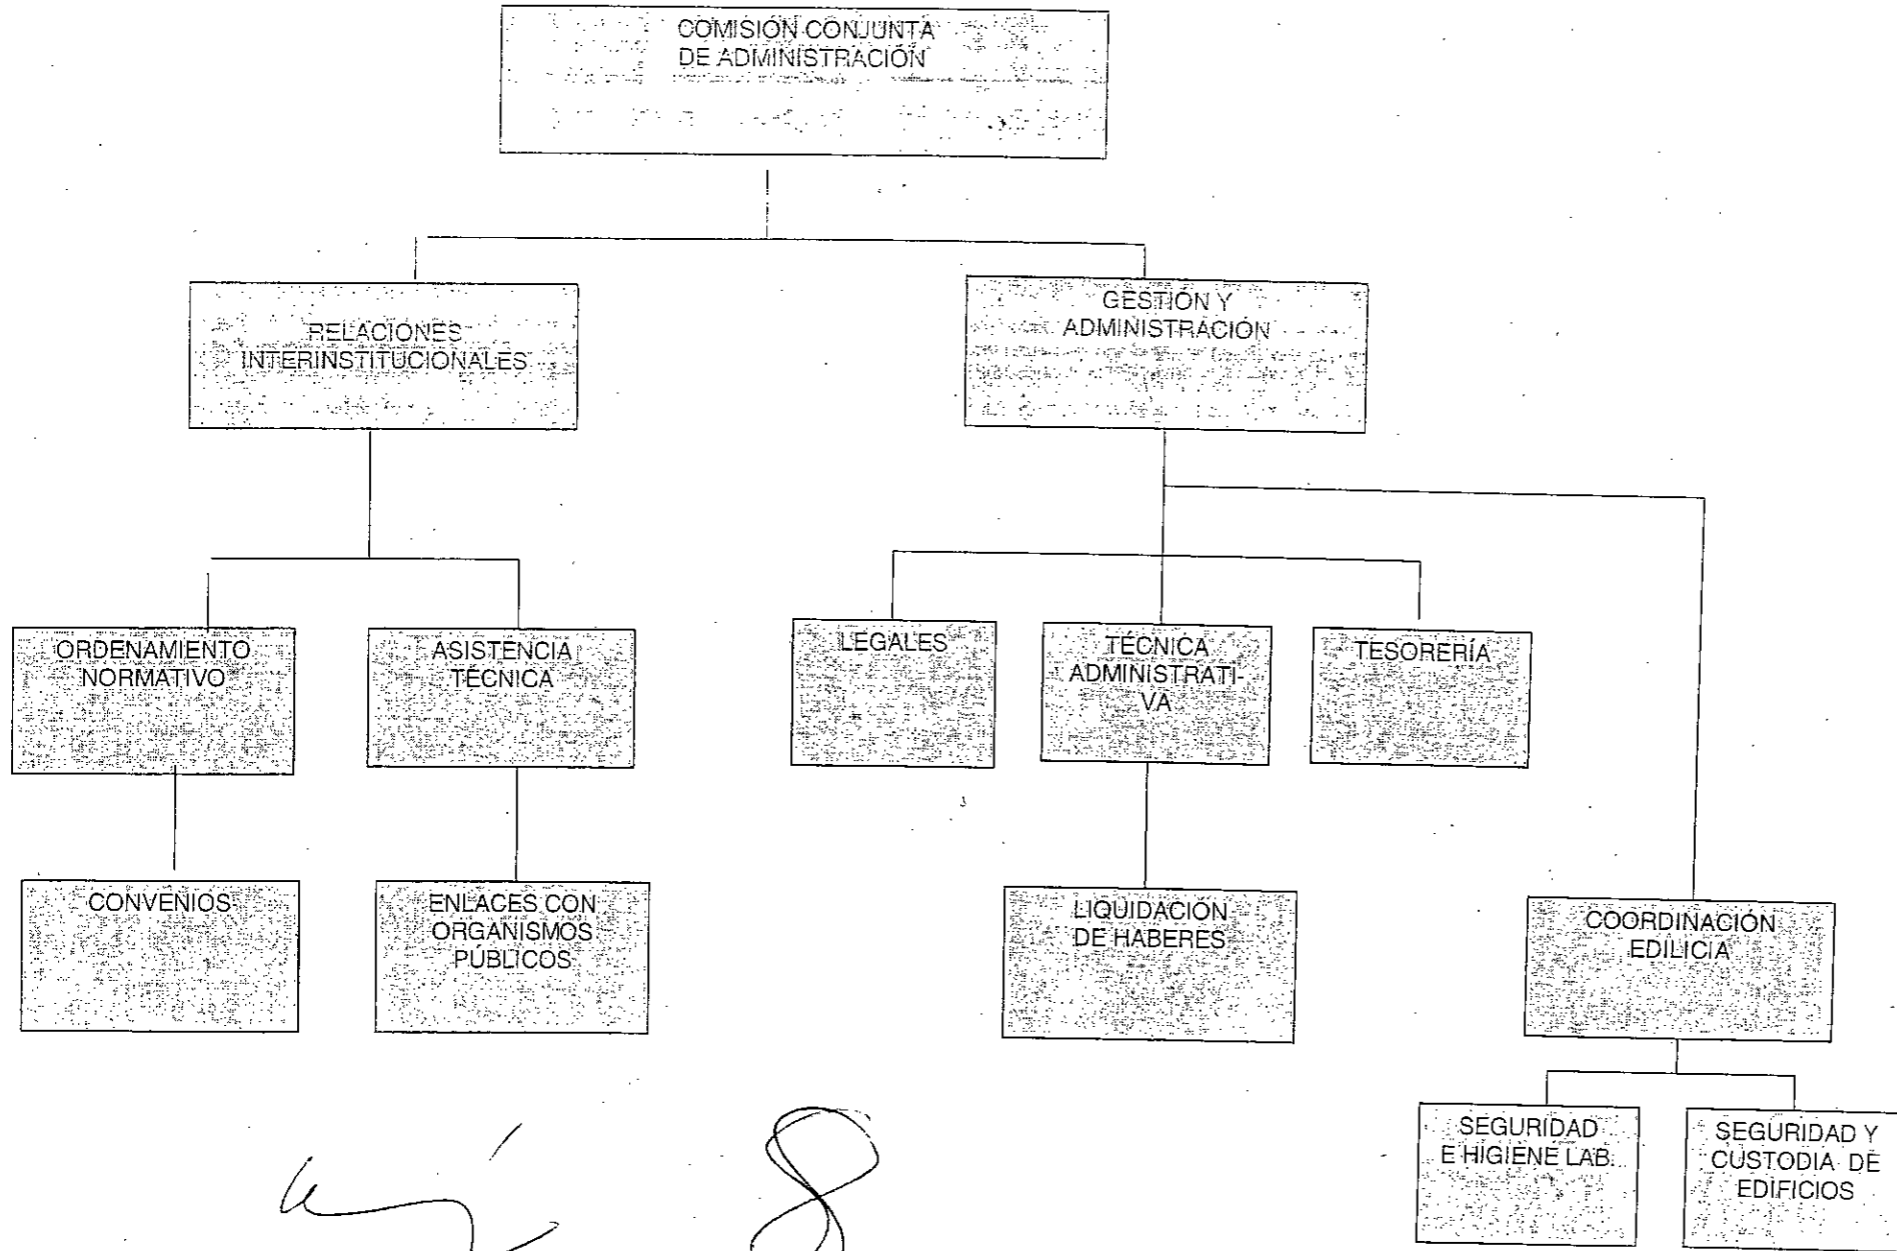 COMISIÓN CONJUNTA
DE ADMINISTRACIÓN
RELACIONES
INTERINSTITUCIONALES
GESTIÓN Y
ADMINISTRACIÓN
ORDENAMIENTO
NORMATIVO
ASISTENCIA
TÉCNICA
LEGALES
TÉCNICA
ADMINISTRATI-
VA
TESORERÍA
CONVENIOS
ENLACES CON
ORGANISMOS
PÚBLICOS
LIQUIDACIÓN
DE HABERES
COORDINACIÓN
EDILICIA
SEGURIDAD
E HIGIENE LAB.
SEGURIDAD Y
CUSTODIA DE
EDIFICIOS